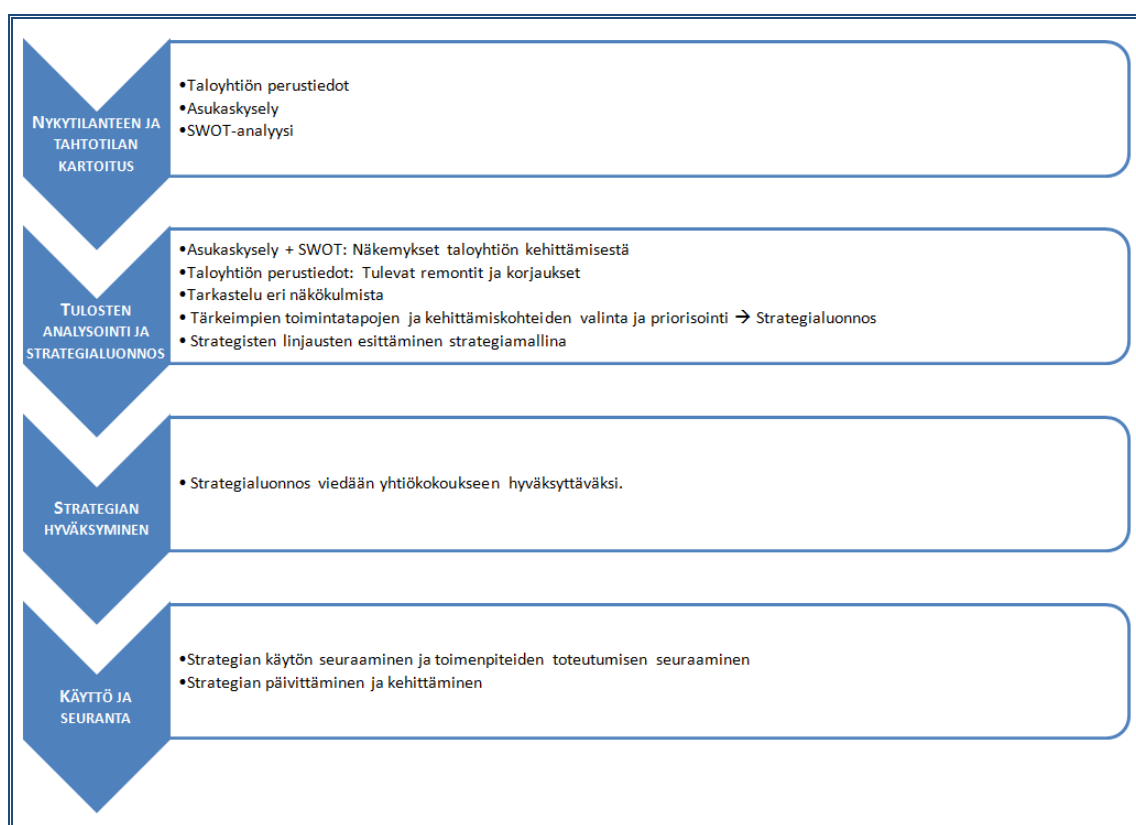 NYKYTILANTEEN JA
TAHTOTILAN
KARTOITUS
•Taloyhtiön perustiedot
•Asukaskysely
•SWOT-analyysi
TULOSTEN
ANALYSOINTI JA
STRATEGIALUONNOS
•Asukaskysely + SWOT: Näkemykset taloyhtiön kehittämisestä
•Taloyhtiön perustiedot: Tulevat remontit ja korjaukset
•Tarkastelu eri näkökulmista
• Tärkeimpien toimintatapojen ja kehittämiskohteiden valinta ja priorisointi → Strategialuonnos
• Strategisten linjausten esittäminen strategiamallina
STRATEGIAN
HYVÄKSYMINEN
• Strategialuonnos viedään yhtiökokoukseen hyväksyttäväksi.
KÄYTTÖ JA
SEURANTA
•Strategian käytön seuraaminen ja toimenpiteiden toteutumisen seuraaminen
•Strategian päivittäminen ja kehittäminen